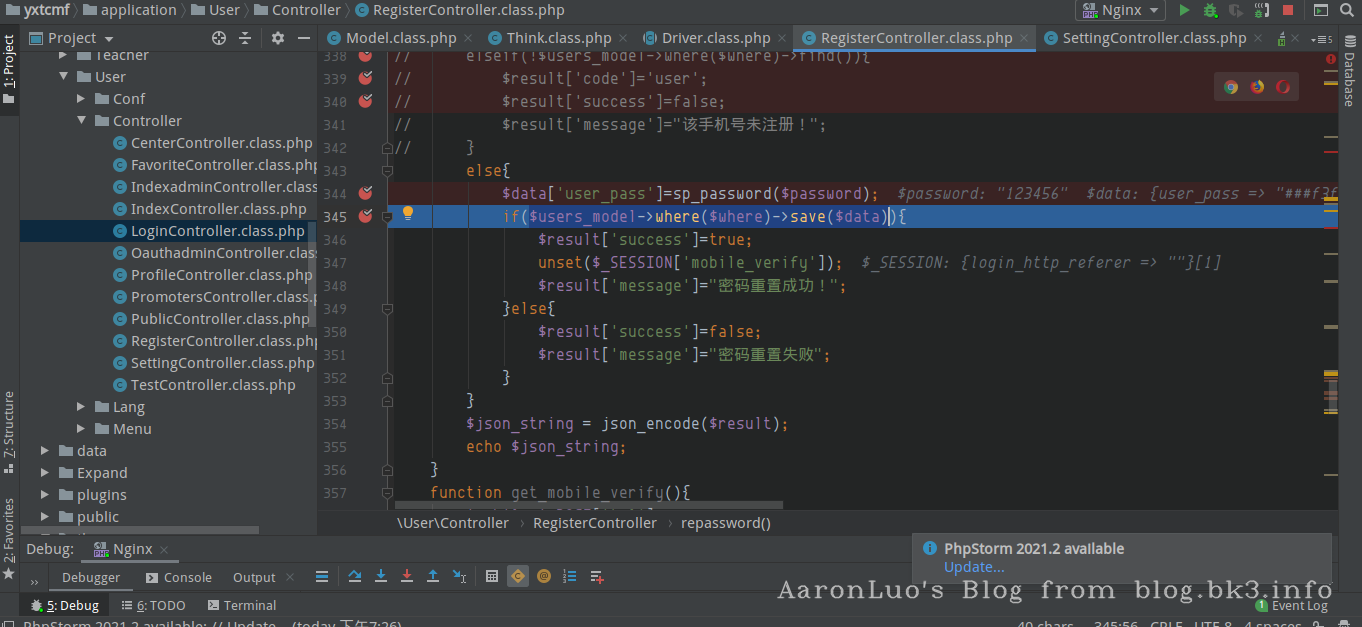 yxtcmf application User Controller RegisterController.class.php Nginx
1: Project
Project
Model.class.php Think.class.php Driver.class.php RegisterController.class.php SettingController.class.php
Database
Teacher
User
Conf
Controller
CenterController.class.php
FavoriteController.class.php
IndexadminController.class
IndexController.class.php
LoginController.class.php
OauthadminController.clas
ProfileController.class.php
PromotersController.class.p
PublicController.class.php
RegisterController.class.php
SettingController.class.php
TestController.class.php
Lang
Menu
data
Expand
plugins
public
7: Structure
2: Favorites
338 // elseif(!$users_model->where($where)->find()){
339 // $result['code']='user';
340 // $result['success']=false;
341 // $result['message']="该手机号未注册！";
342 // }
343 else{
344 $data['user_pass']=sp_password($password); $password: "123456" $data: {user_pass => "###f3f
345 if($users_model->where($where)->save($data)){
346 $result['success']=true;
347 unset($_SESSION['mobile_verify']); $_SESSION: {login_http_referer => ""}[1]
348 $result['message']="密码重置成功！";
349 }else{
350 $result['success']=false;
351 $result['message']="密码重置失败";
352 }
353 }
354 $json_string = json_encode($result);
355 echo $json_string;
356 }
357 function get_mobile_verify(){
\User\Controller › RegisterController › repassword()
Debug: Nginx
Debugger Console Output
PhpStorm 2021.2 available
Update...
AaronLuo's Blog from blog.bk3.info
5: Debug 6: TODO Terminal 1 Event Log
PhpStorm 2021.2 available: // Update... (today 下午7:26) 40 chars 345:56 CRLF UTF-8 4 spaces